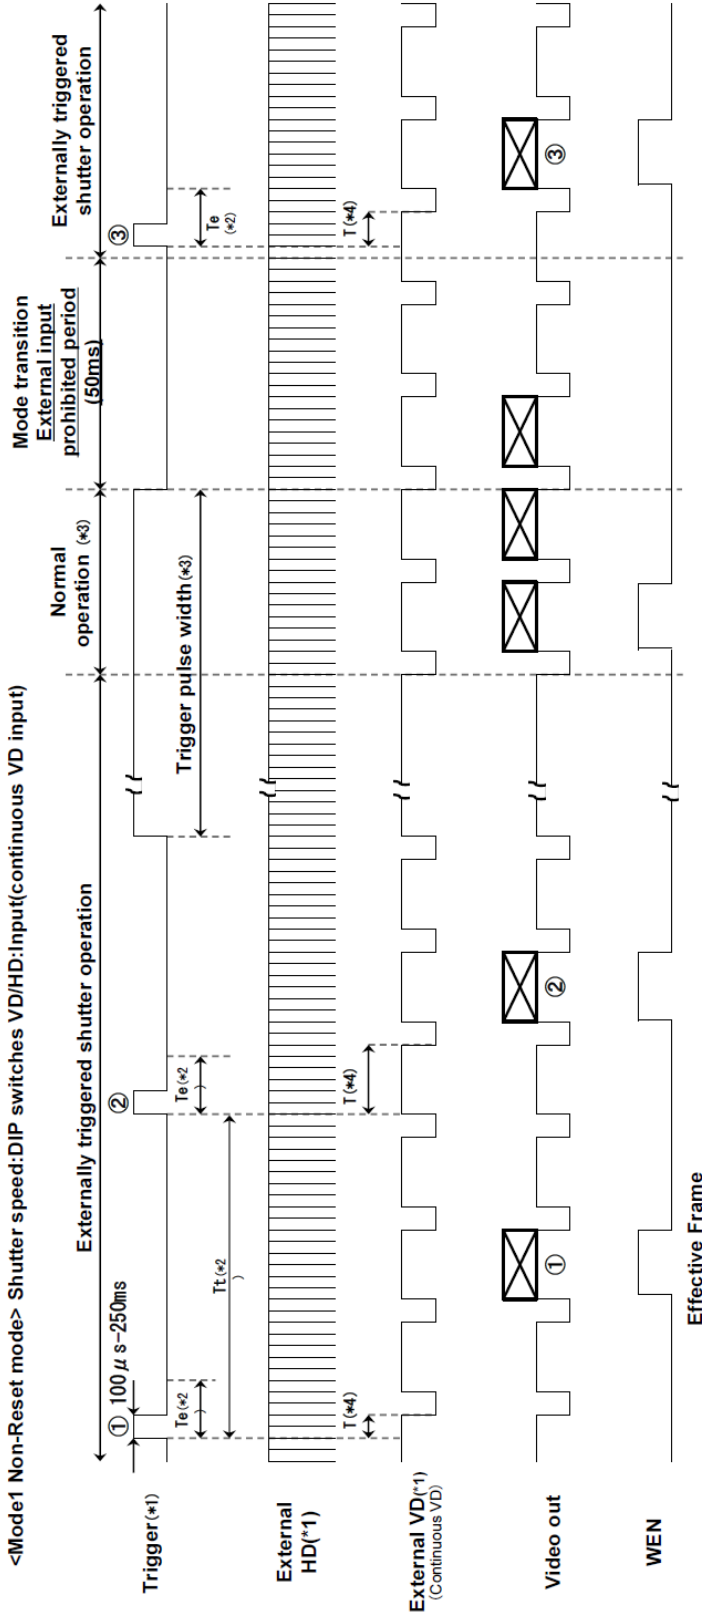 <Mode1 Non-Reset mode> Shutter speed:DIP switches VD/HD:Input(continuous VD input)
Externally triggered shutter operation
Normal
operation (*3)
Mode transition
External input
prohibited period
(50ms)
Externally triggered
shutter operation
① 100μs-250ms
②
③
Trigger(*1)
Te(*2
)
Tt(*2
)
Te(*2
)
Trigger pulse width(*3)
Te
(*2)
External
HD(*1)
T(*4)
T(*4)
T(*4)
External VD(*1)
(Continuous VD)
Video out
①
②
③
WEN
Effective Frame